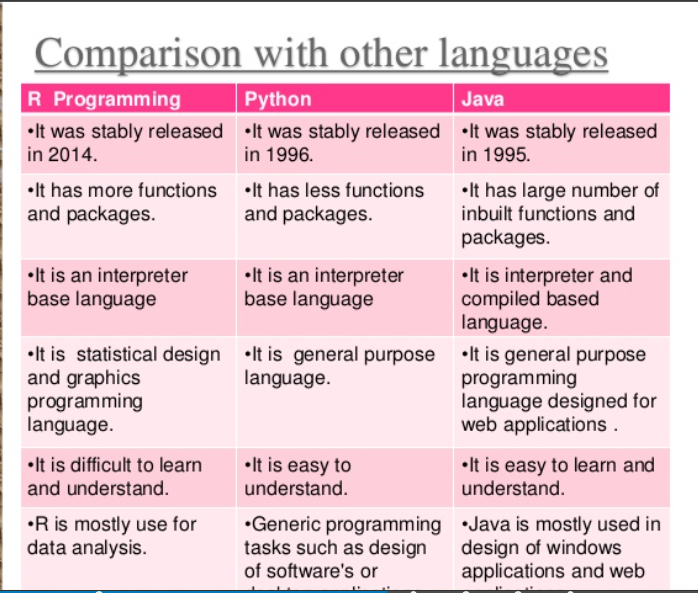 Comparison with other languages
R Programming
Python
Java
•It was stably released
in 2014.
•It was stably released
in 1996.
•It was stably released
in 1995.
•It has more functions
and packages.
•It has less functions
and packages.
•It has large number of
inbuilt functions and
packages.
•It is an interpreter
base language
•It is an interpreter
base language
•It is interpreter and
compiled based
language.
•It is statistical design
and graphics
programming
language.
•It is general purpose
language.
•It is general purpose
programming
language designed for
web applications .
•It is difficult to learn
and understand.
•It is easy to
understand.
•It is easy to learn and
understand.
•R is mostly use for
data analysis.
•Generic programming
tasks such as design
of software's or
•Java is mostly used in
design of windows
applications and web